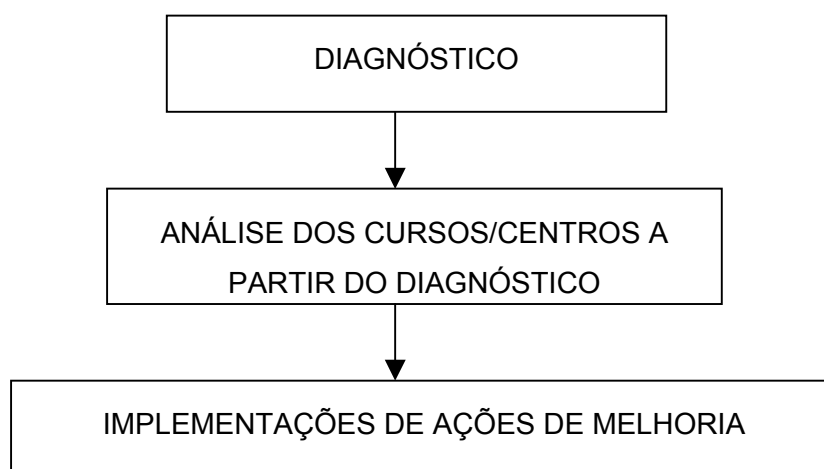 DIAGNÓSTICO
ANÁLISE DOS CURSOS/CENTROS A
PARTIR DO DIAGNÓSTICO
IMPLEMENTAÇÕES DE AÇÕES DE MELHORIA